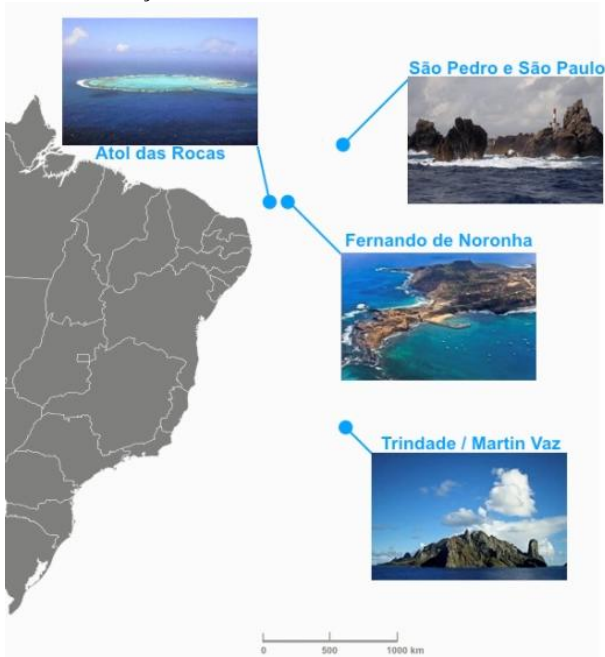 São Pedro e São Paulo
Atol das Rocas
Fernando de Noronha
Trindade / Martin Vaz
0 500 1000 km